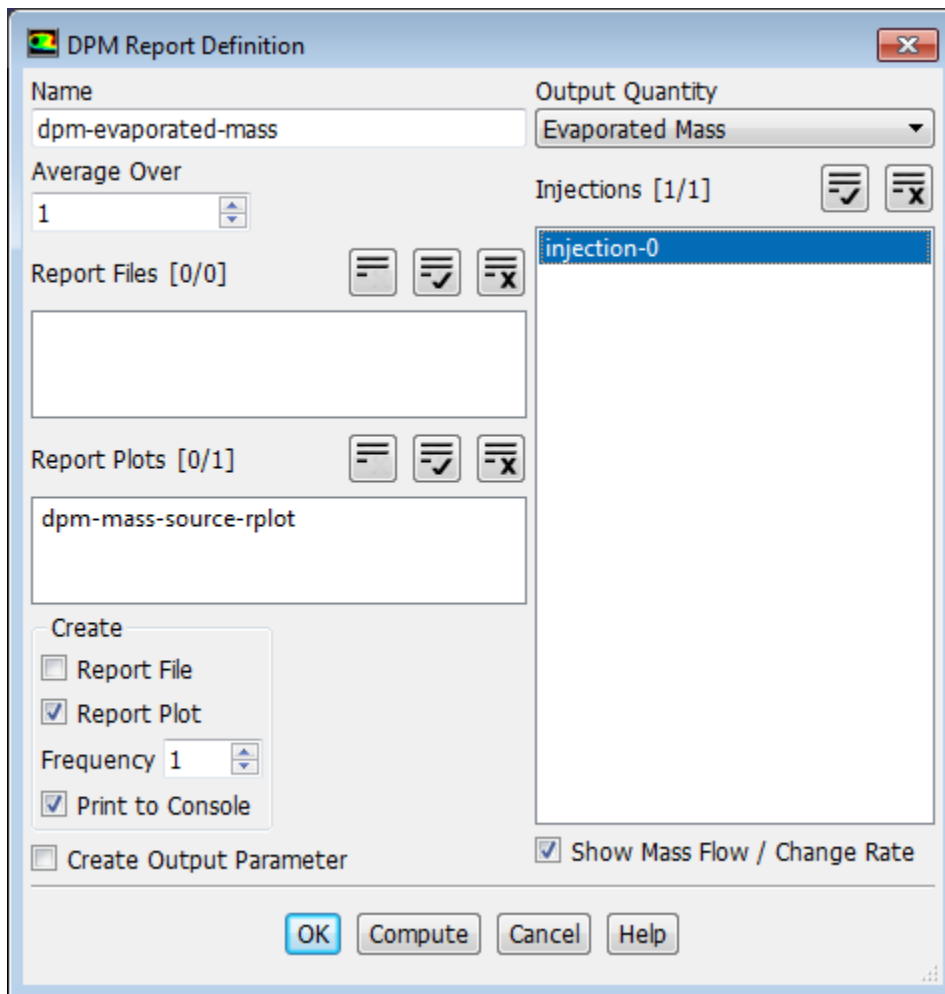 DPM Report Definition
Name
dpm-evaporated-mass
Average Over
1
Report Files [0/0]
Report Plots [0/1]
dpm-mass-source-rplot
Create
Report File
Report Plot
Frequency 1
Print to Console
Create Output Parameter
Output Quantity
Evaporated Mass
Injections [1/1]
injection-0
Show Mass Flow / Change Rate
OK Compute Cancel Help